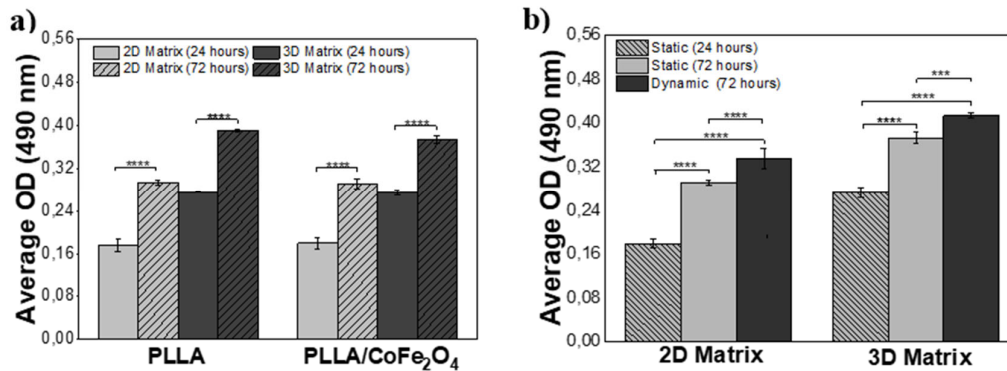 a)
Average OD (490 nm)
0,56
0,48
0,40
0,32
0,24
0,16
0,08
0,00
2D Matrix (24 hours)
3D Matrix (24 hours)
2D Matrix (72 hours)
3D Matrix (72 hours)
****
****
****
****
PLLA
PLLA/CoFe₂O₄
b)
Average OD (490 nm)
0,56
0,48
0,40
0,32
0,24
0,16
0,08
0,00
Static (24 hours)
Static (72 hours)
Dynamic (72 hours)
****
****
****
***
****
****
2D Matrix
3D Matrix